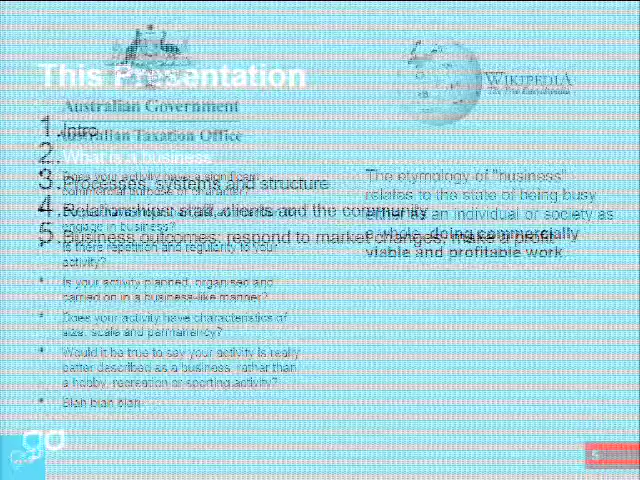 This Presentation
WIKIPEDIA
Australian Government
Australian Taxation Office
1. Intro
2. What is a business
3. Processes, systems and structure
4. Relationships: staff, clients and the community
5. Business outcomes: respond to market changes, make a profit
Does your activity have a significant
commercial purpose or character?
engage in business?
Is there repetition and regularity to your
activity?
• Is your activity planned, organised and
carried on in a business-like manner?
• Does your activity have characteristics of
size, scale and permanency?
• Would it be true to say your activity is really
better described as a business, rather than
a hobby, recreation or sporting activity?
• Blah blah blah
The etymology of "business"
relates to the state of being busy
either as an individual or society as
a whole, doing commercially
viable and profitable work
go
5